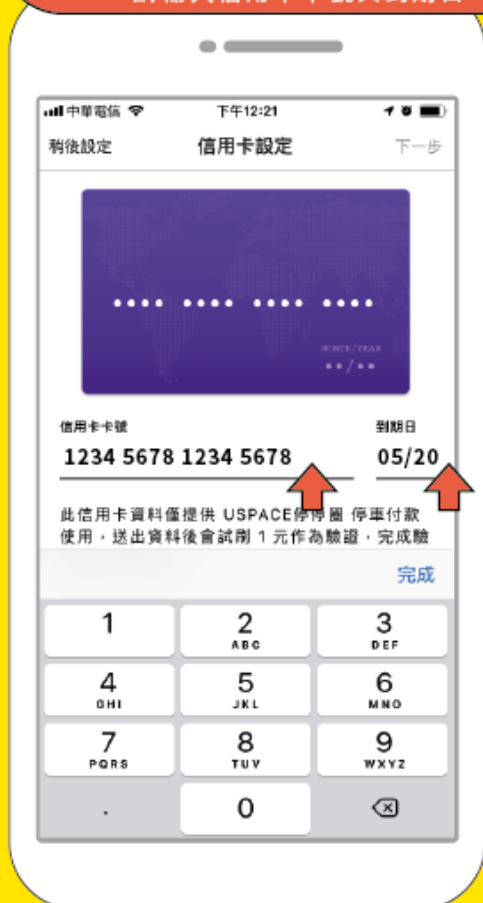 中華電信 下午12:21
稍後設定 信用卡設定 下一步
•••• •••• •••• ••••
MONTH/YEAR
••/••
信用卡卡號 到期日
1234 5678 1234 5678 05/20
此信用卡資料僅提供 USPACE停 圈 停車付款
使用，送出資料後會試刷 1 元作為驗證，完成驗
完成
1 2 3
ABC DEF
4 5 6
GHI JKL MNO
7 8 9
PQRS TUV WXYZ
. 0